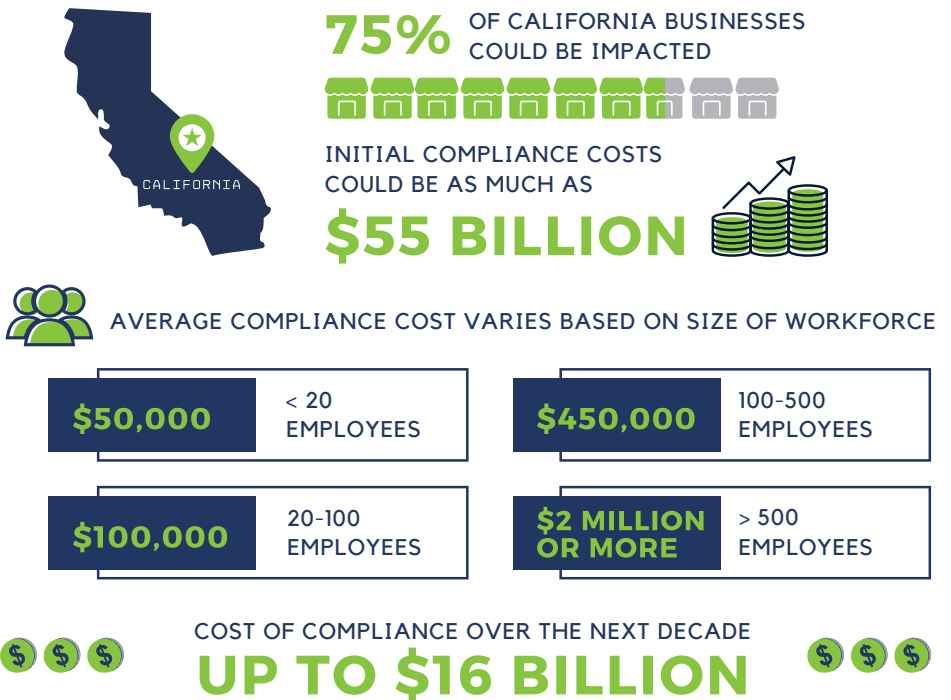 75%
OF CALIFORNIA BUSINESSES
COULD BE IMPACTED
CALIFORNIA
INITIAL COMPLIANCE COSTS
COULD BE AS MUCH AS
$55 BILLION
AVERAGE COMPLIANCE COST VARIES BASED ON SIZE OF WORKFORCE
$50,000
< 20
EMPLOYEES
$450,000
100-500
EMPLOYEES
$100,000
20-100
EMPLOYEES
$2 MILLION
OR MORE
> 500
EMPLOYEES
COST OF COMPLIANCE OVER THE NEXT DECADE
$ $ $
UP TO $16 BILLION
$ $ $